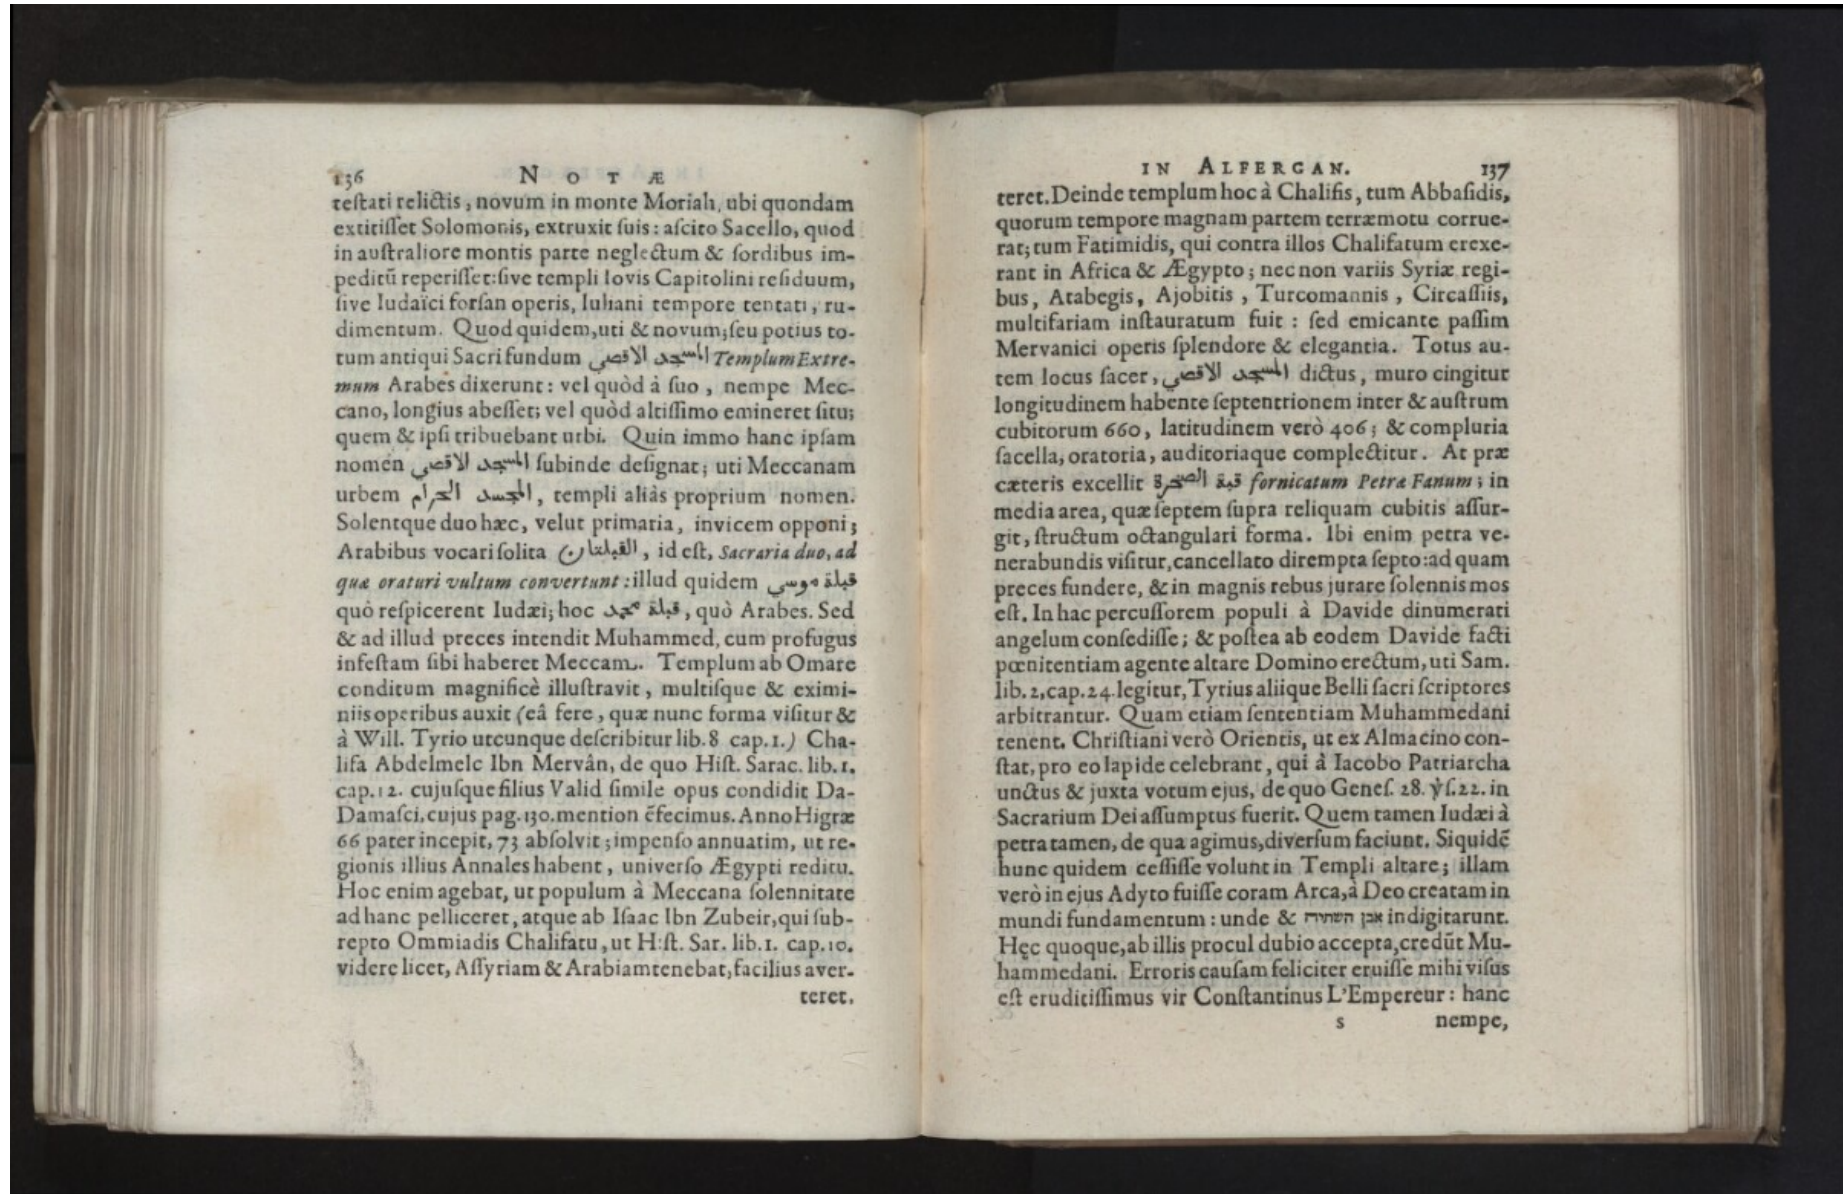 136 NOTÆ
teſtati relictis, novum in monte Moriah, ubi quondam
extitiſſet Solomonis, extruxit ſuis: aſcito Sacello, quod
in auſtraliore montis parte neglectum & ſordibus im-
peditū reperiſſet: ſive templi Iovis Capitolini reſiduum,
ſive Iudaïci forſan operis, Iuliani tempore tentati, ru-
dimentum. Quod quidem, uti & novum; ſeu potius to-
tum antiqui Sacri fundum المسجد الاقصي Templum Extre-
mum Arabes dixerunt: vel quòd à ſuo, nempe Mec-
cano, longius abeſſet; vel quòd altiſſimo emineret ſitu;
quem & ipſi tribuebant urbi. Quin immo hanc ipſam
nomen المسجد الاقصي ſubinde deſignat; uti Meccanam
urbem المجسد الحرام, templi aliàs proprium nomen.
Solentque duo hæc, velut primaria, invicem opponi;
Arabibus vocari ſolita القبلتان, id eſt, Sacraria duo, ad
quæ oraturi vultum convertunt: illud quidem قبلة موسي
quò reſpicerent Iudæi; hoc قبلة محمد, quò Arabes. Sed
& ad illud preces intendit Muhammed, cum profugus
infeſtam ſibi haberet Meccam. Templum ab Omare
conditum magnificè illuſtravit, multiſque & eximi-
niis operibus auxit (eâ fere, quæ nunc forma viſitur &
à Will. Tyrio utcunque deſcribitur lib. 8 cap. 1.) Cha-
lifa Abdelmelc Ibn Mervân, de quo Hiſt. Sarac. lib. 1.
cap. 12. cujuſque filius Valid ſimile opus condidit Da-
Damaſci, cujus pag. 130. mention ēfecimus. Anno Higræ
66 pater incepit, 73 abſolvit; impenſo annuatim, ut re-
gionis illius Annales habent, univerſo Ægypti reditu.
Hoc enim agebat, ut populum à Meccana ſolennitate
ad hanc pelliceret, atque ab Iſaac Ibn Zubeir, qui ſub-
repto Ommiadis Chalifatu, ut Hiſt. Sar. lib. 1. cap. 10.
videre licet, Aſſyriam & Arabiam tenebat, facilius aver-
teret.
IN ALFERGAN. 137
teret. Deinde templum hoc à Chalifis, tum Abbaſidis,
quorum tempore magnam partem terræmotu corrue-
rat; tum Fatimidis, qui contra illos Chalifatum erexe-
rant in Africa & Ægypto; nec non variis Syriæ regi-
bus, Atabegis, Ajobitis, Turcomannis, Circaſſiis,
multifariam inſtauratum fuit: ſed emicante paſſim
Mervanici operis ſplendore & elegantia. Totus au-
tem locus ſacer, المسجد الاقصي dictus, muro cingitur
longitudinem habente ſeptentrionem inter & auſtrum
cubitorum 660, latitudinem verò 406; & compluria
ſacella, oratoria, auditoriaque complectitur. At præ
cæteris excellit قبة الصخرة fornicatum Petræ Fanum; in
media area, quæ ſeptem ſupra reliquam cubitis aſſur-
git, ſtructum octangulari forma. Ibi enim petra ve-
nerabundis viſitur, cancellato dirempta ſepto: ad quam
preces fundere, & in magnis rebus jurare ſolennis mos
eſt. In hac percuſſorem populi à Davide dinumerati
angelum conſediſſe; & poſtea ab eodem Davide facti
pœnitentiam agente altare Domino erectum, uti Sam.
lib. 2, cap. 24. legitur, Tyrius aliique Belli ſacri ſcriptores
arbitrantur. Quam etiam ſententiam Muhammedani
tenent. Chriſtiani verò Orientis, ut ex Almacino con-
ſtat, pro eo lapide celebrant, qui à Iacobo Patriarcha
unctus & juxta votum ejus, de quo Geneſ. 28. ẏſ. 22. in
Sacrarium Dei aſſumptus fuerit. Quem tamen Iudæi à
petra tamen, de qua agimus, diverſum faciunt. Siquidē
hunc quidem ceſſiſſe volunt in Templi altare; illam
verò in ejus Adyto fuiſſe coram Arca, à Deo creatam in
mundi fundamentum: unde & אבן השתיה indigitarunt.
Hęc quoque, ab illis procul dubio accepta, credūt Mu-
hammedani. Erroris cauſam feliciter eruiſſe mihi viſus
eſt eruditiſſimus vir Conſtantinus L'Empereur: hanc
s nempe,